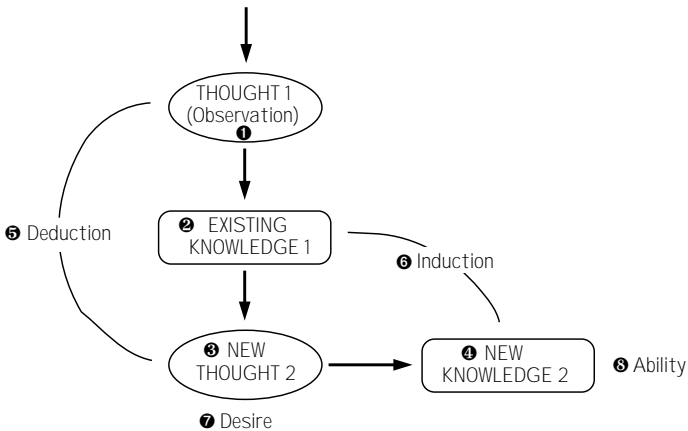 THOUGHT 1
(Observation)
❶
❷ EXISTING
KNOWLEDGE 1
❺ Deduction
❻ Induction
❸ NEW
THOUGHT 2
❹ NEW
KNOWLEDGE 2
❽ Ability
❼ Desire